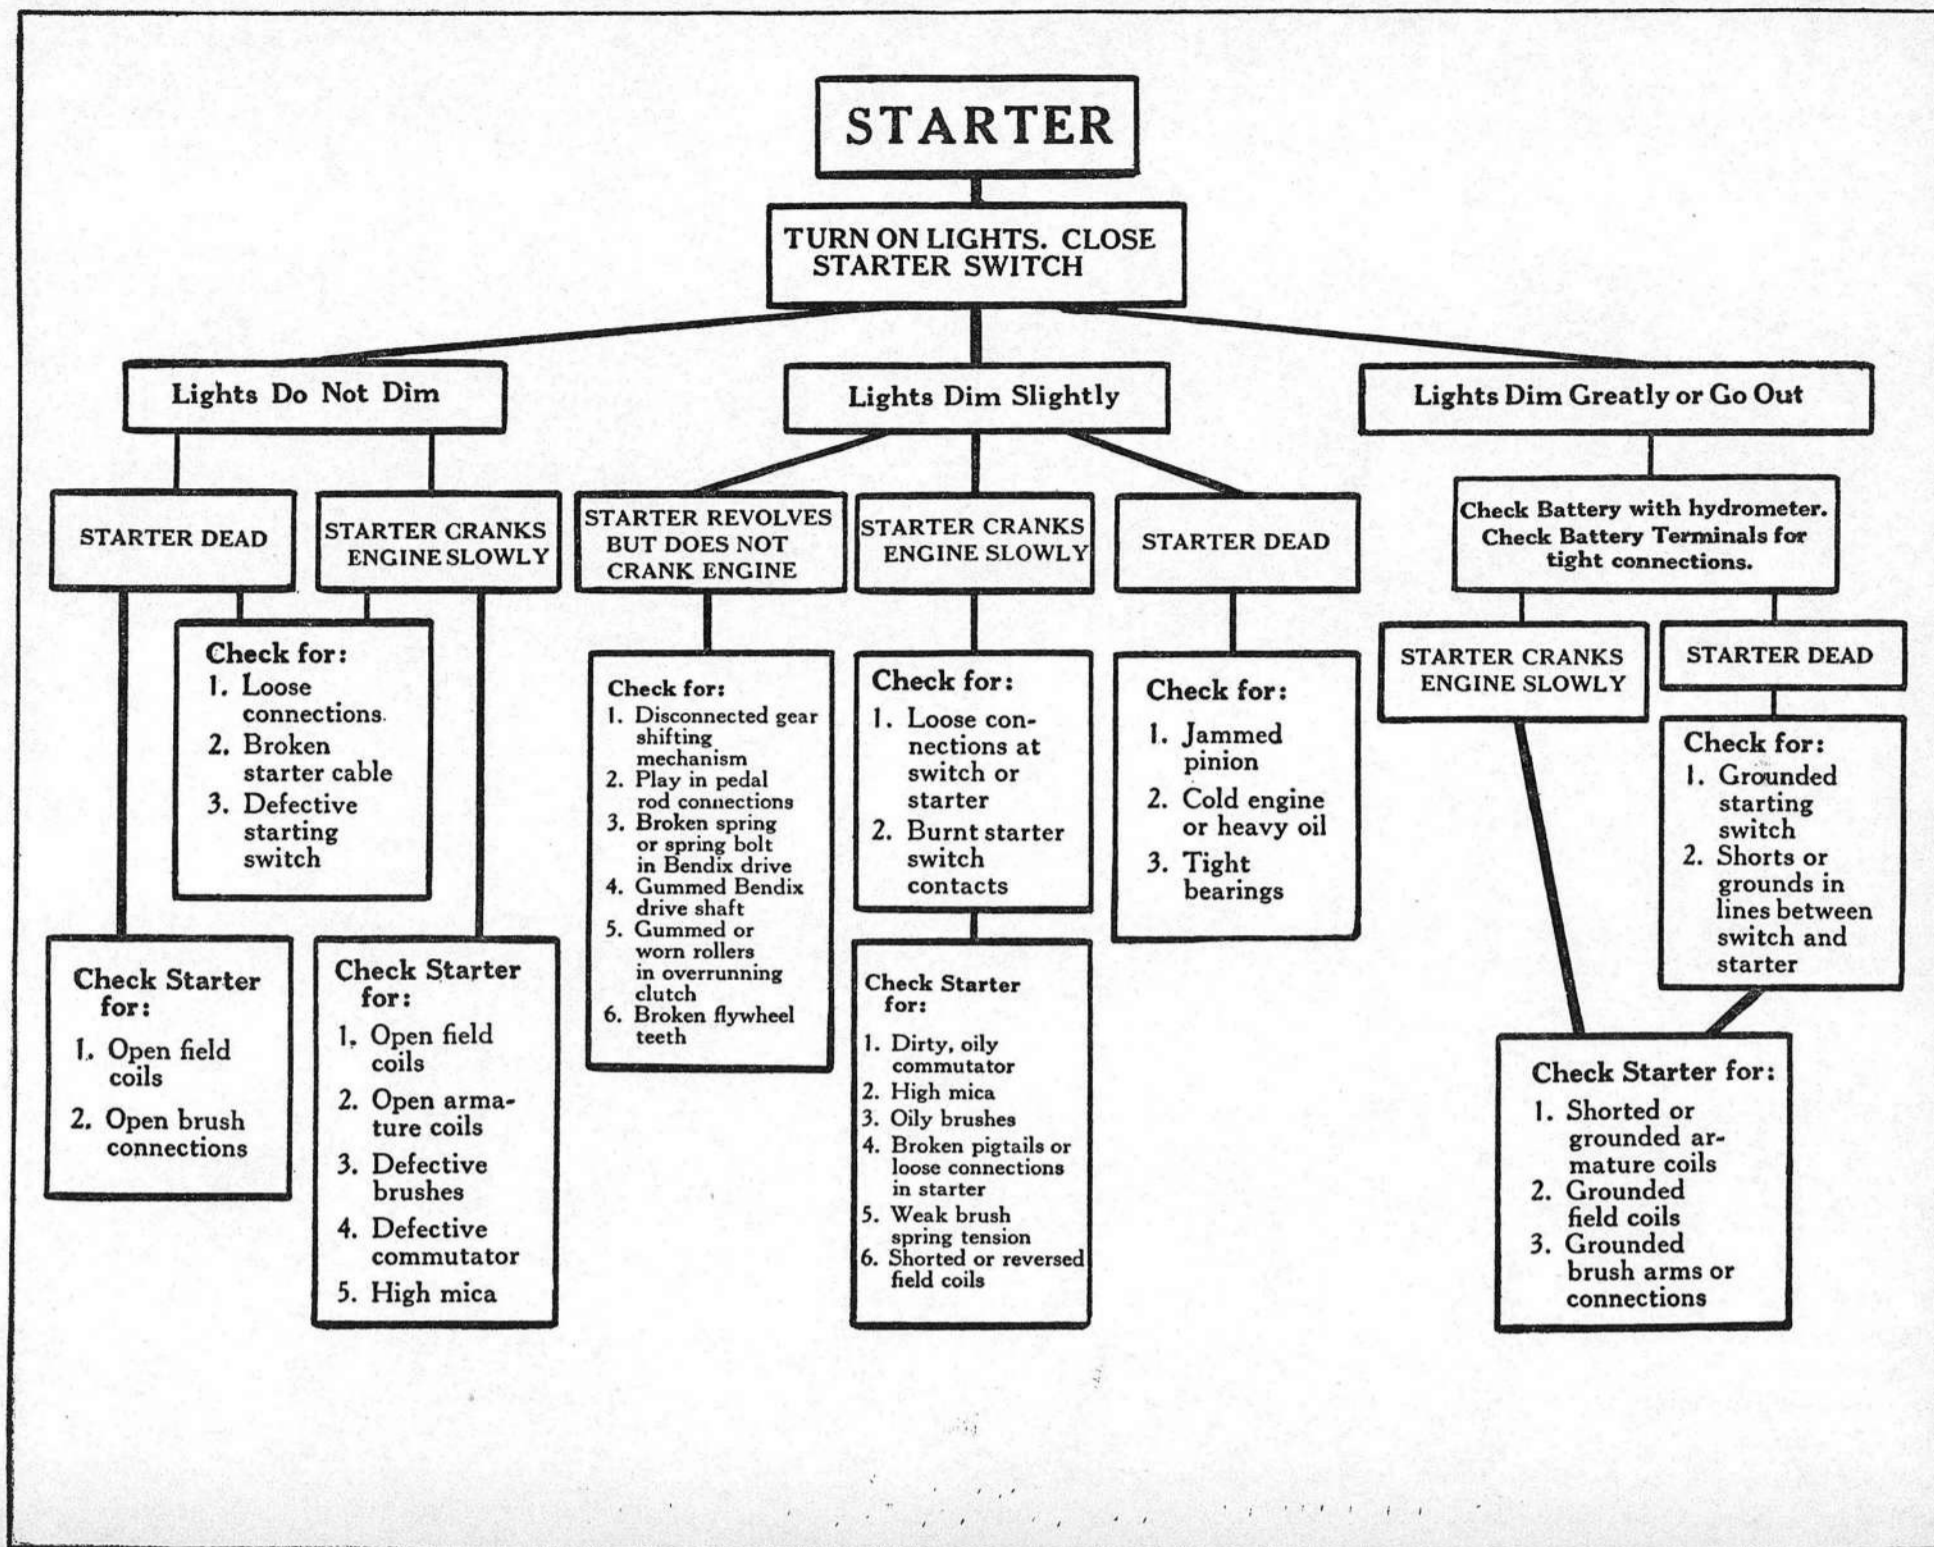 STARTER
TURN ON LIGHTS. CLOSE
STARTER SWITCH
Lights Do Not Dim
Lights Dim Slightly
Lights Dim Greatly or Go Out
STARTER DEAD
STARTER CRANKS
ENGINE SLOWLY
STARTER REVOLVES
BUT DOES NOT
CRANK ENGINE
STARTER CRANKS
ENGINE SLOWLY
STARTER DEAD
Check Battery with hydrometer.
Check Battery Terminals for
tight connections.
STARTER CRANKS
ENGINE SLOWLY
STARTER DEAD
Check for:
1. Loose
connections.
2. Broken
starter cable
3. Defective
starting
switch
Check for:
1. Disconnected gear
shifting
mechanism
2. Play in pedal
rod connections
3. Broken spring
or spring bolt
in Bendix drive
4. Gummed Bendix
drive shaft
5. Gummed or
worn rollers
in overrunning
clutch
6. Broken flywheel
teeth
Check for:
1. Loose con-
nections at
switch or
starter
2. Burnt starter
switch
contacts
Check for:
1. Jammed
pinion
2. Cold engine
or heavy oil
3. Tight
bearings
Check for:
1. Grounded
starting
switch
2. Shorts or
grounds in
lines between
switch and
starter
Check Starter
for:
1. Open field
coils
2. Open brush
connections
Check Starter
for:
1. Open field
coils
2. Open arma-
ture coils
3. Defective
brushes
4. Defective
commutator
5. High mica
Check Starter
for:
1. Dirty, oily
commutator
2. High mica
3. Oily brushes
4. Broken pigtails or
loose connections
in starter
5. Weak brush
spring tension
6. Shorted or reversed
field coils
Check Starter for:
1. Shorted or
grounded ar-
mature coils
2. Grounded
field coils
3. Grounded
brush arms or
connections